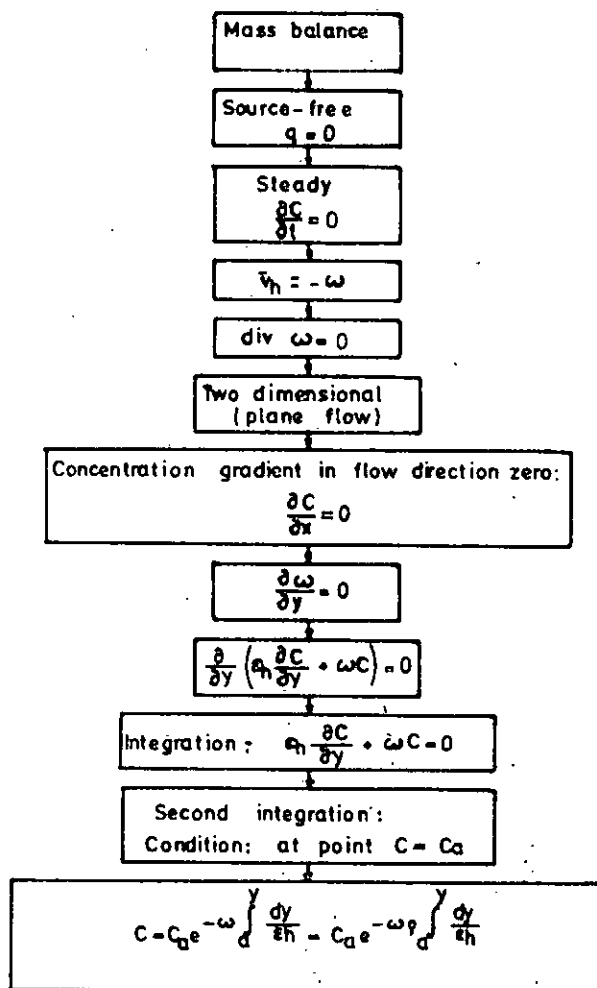 Mass balance
Source-free
q = 0
Steady
∂C/∂t = 0
v̄h = -ω
div ω = 0
Two dimensional
(plane flow)
Concentration gradient in flow direction zero:
∂C/∂x = 0
∂ω/∂y = 0
∂/∂y (εh ∂C/∂y + ωC) = 0
Integration: εh ∂C/∂y + ωC = 0
Second integration:
Condition: at point C = Ca
C = Ca e^{-ω ∫_a^y dy/εh} = Ca e^{-ωρ ∫_a^y dy/εh}